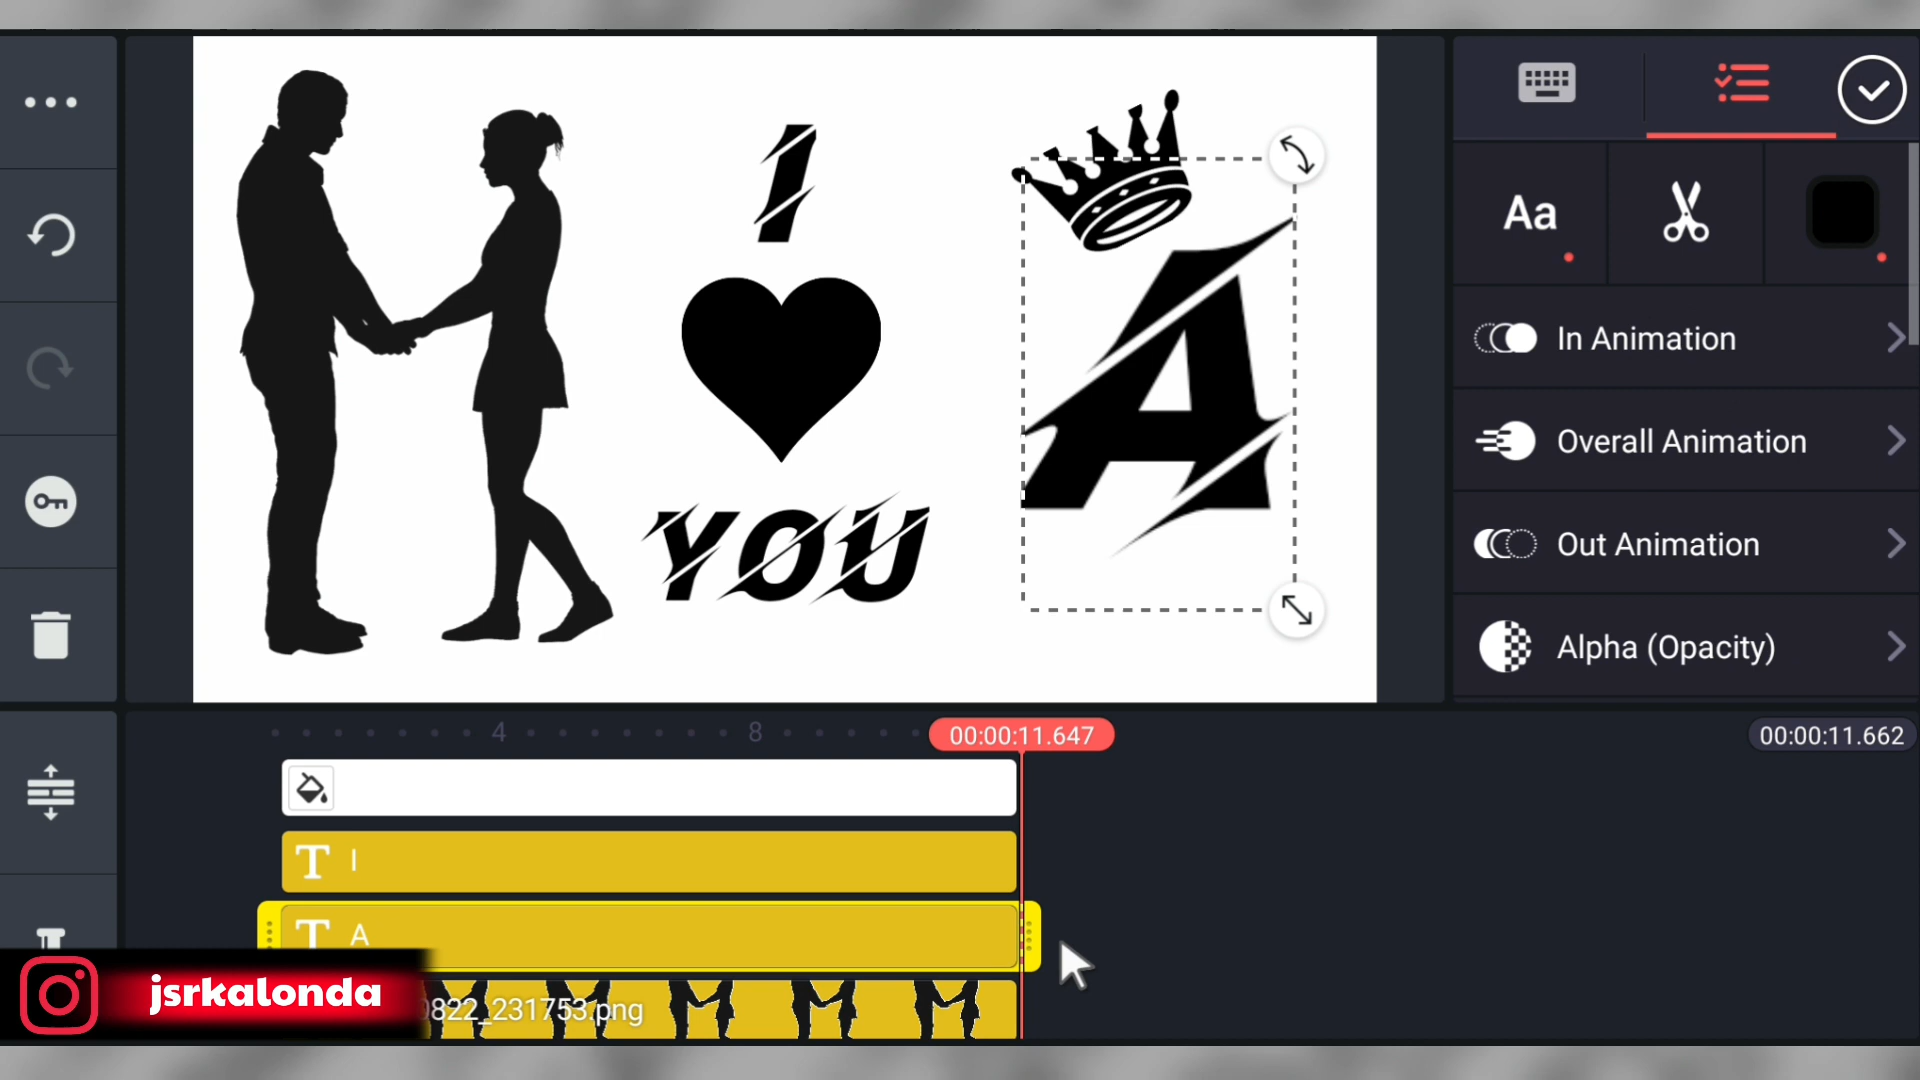 I
YOU
A
Aa
In Animation
Overall Animation
Out Animation
Alpha (Opacity)
4
8
00:00:11.647
00:00:11.662
T I
T A
0822_231753.png
jsrkalonda